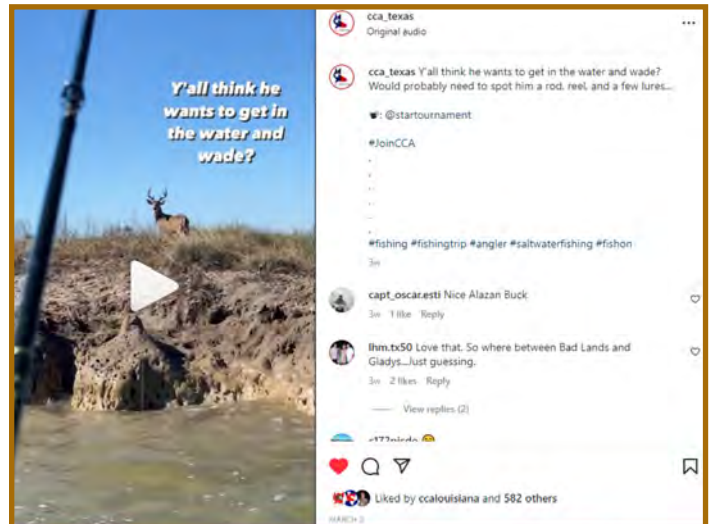 Y'all think he
wants to get in
the water and
wade?
cca_texas
Original audio
cca_texas Y'all think he wants to get in the water and wade?
Would probably need to spot him a rod, reel, and a few lures...
: @startournament
#JoinCCA
.
.
.
.
.
.
#fishing #fishingtrip #angler #saltwaterfishing #fishon
3w
capt_oscar.esti Nice Alazan Buck
3w 1 like Reply
lhm.tx50 Love that. So where between Bad Lands and
Gladys...Just guessing.
3w 2 likes Reply
View replies (2)
Liked by ccalouisiana and 582 others
MARCH